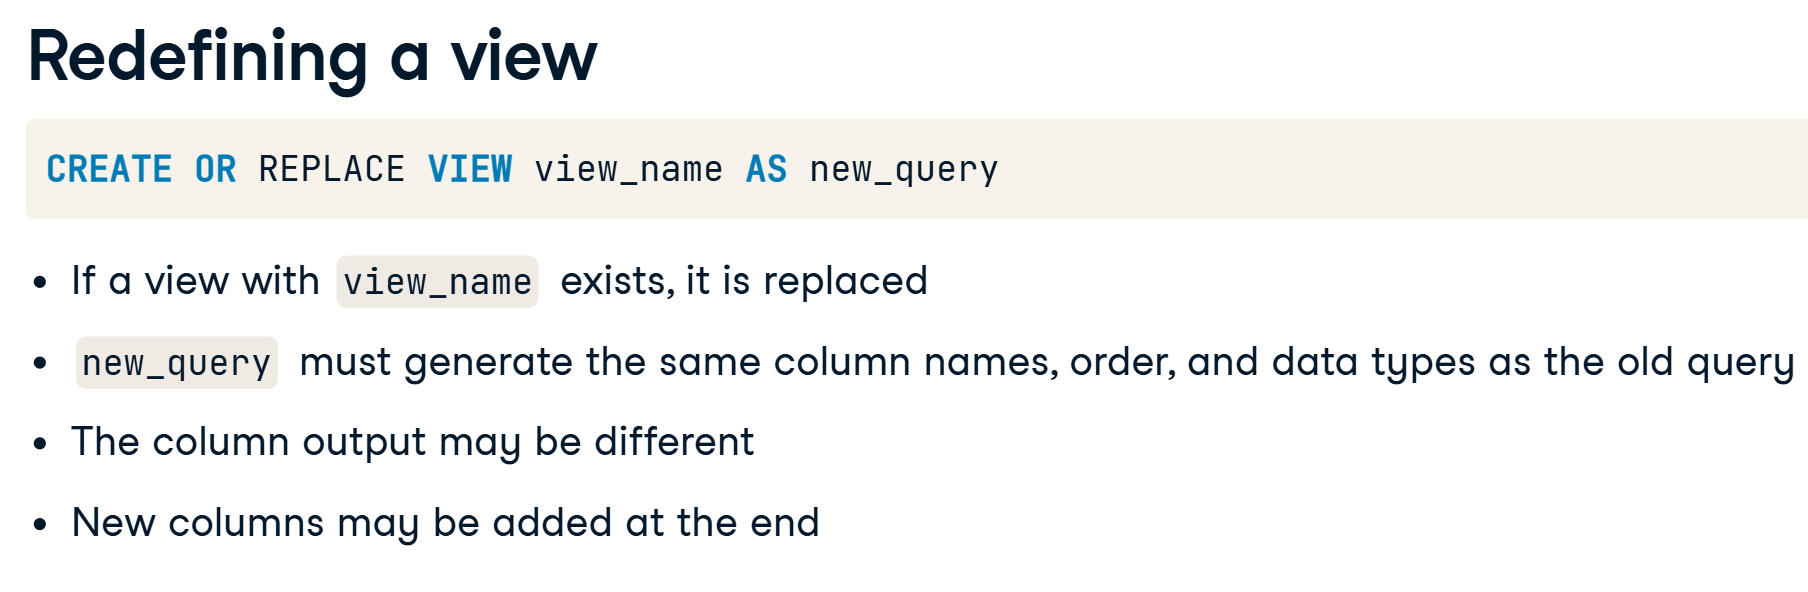 Redefining a view
CREATE OR REPLACE VIEW view_name AS new_query
• If a view with view_name exists, it is replaced
• new_query must generate the same column names, order, and data types as the old query
• The column output may be different
• New columns may be added at the end